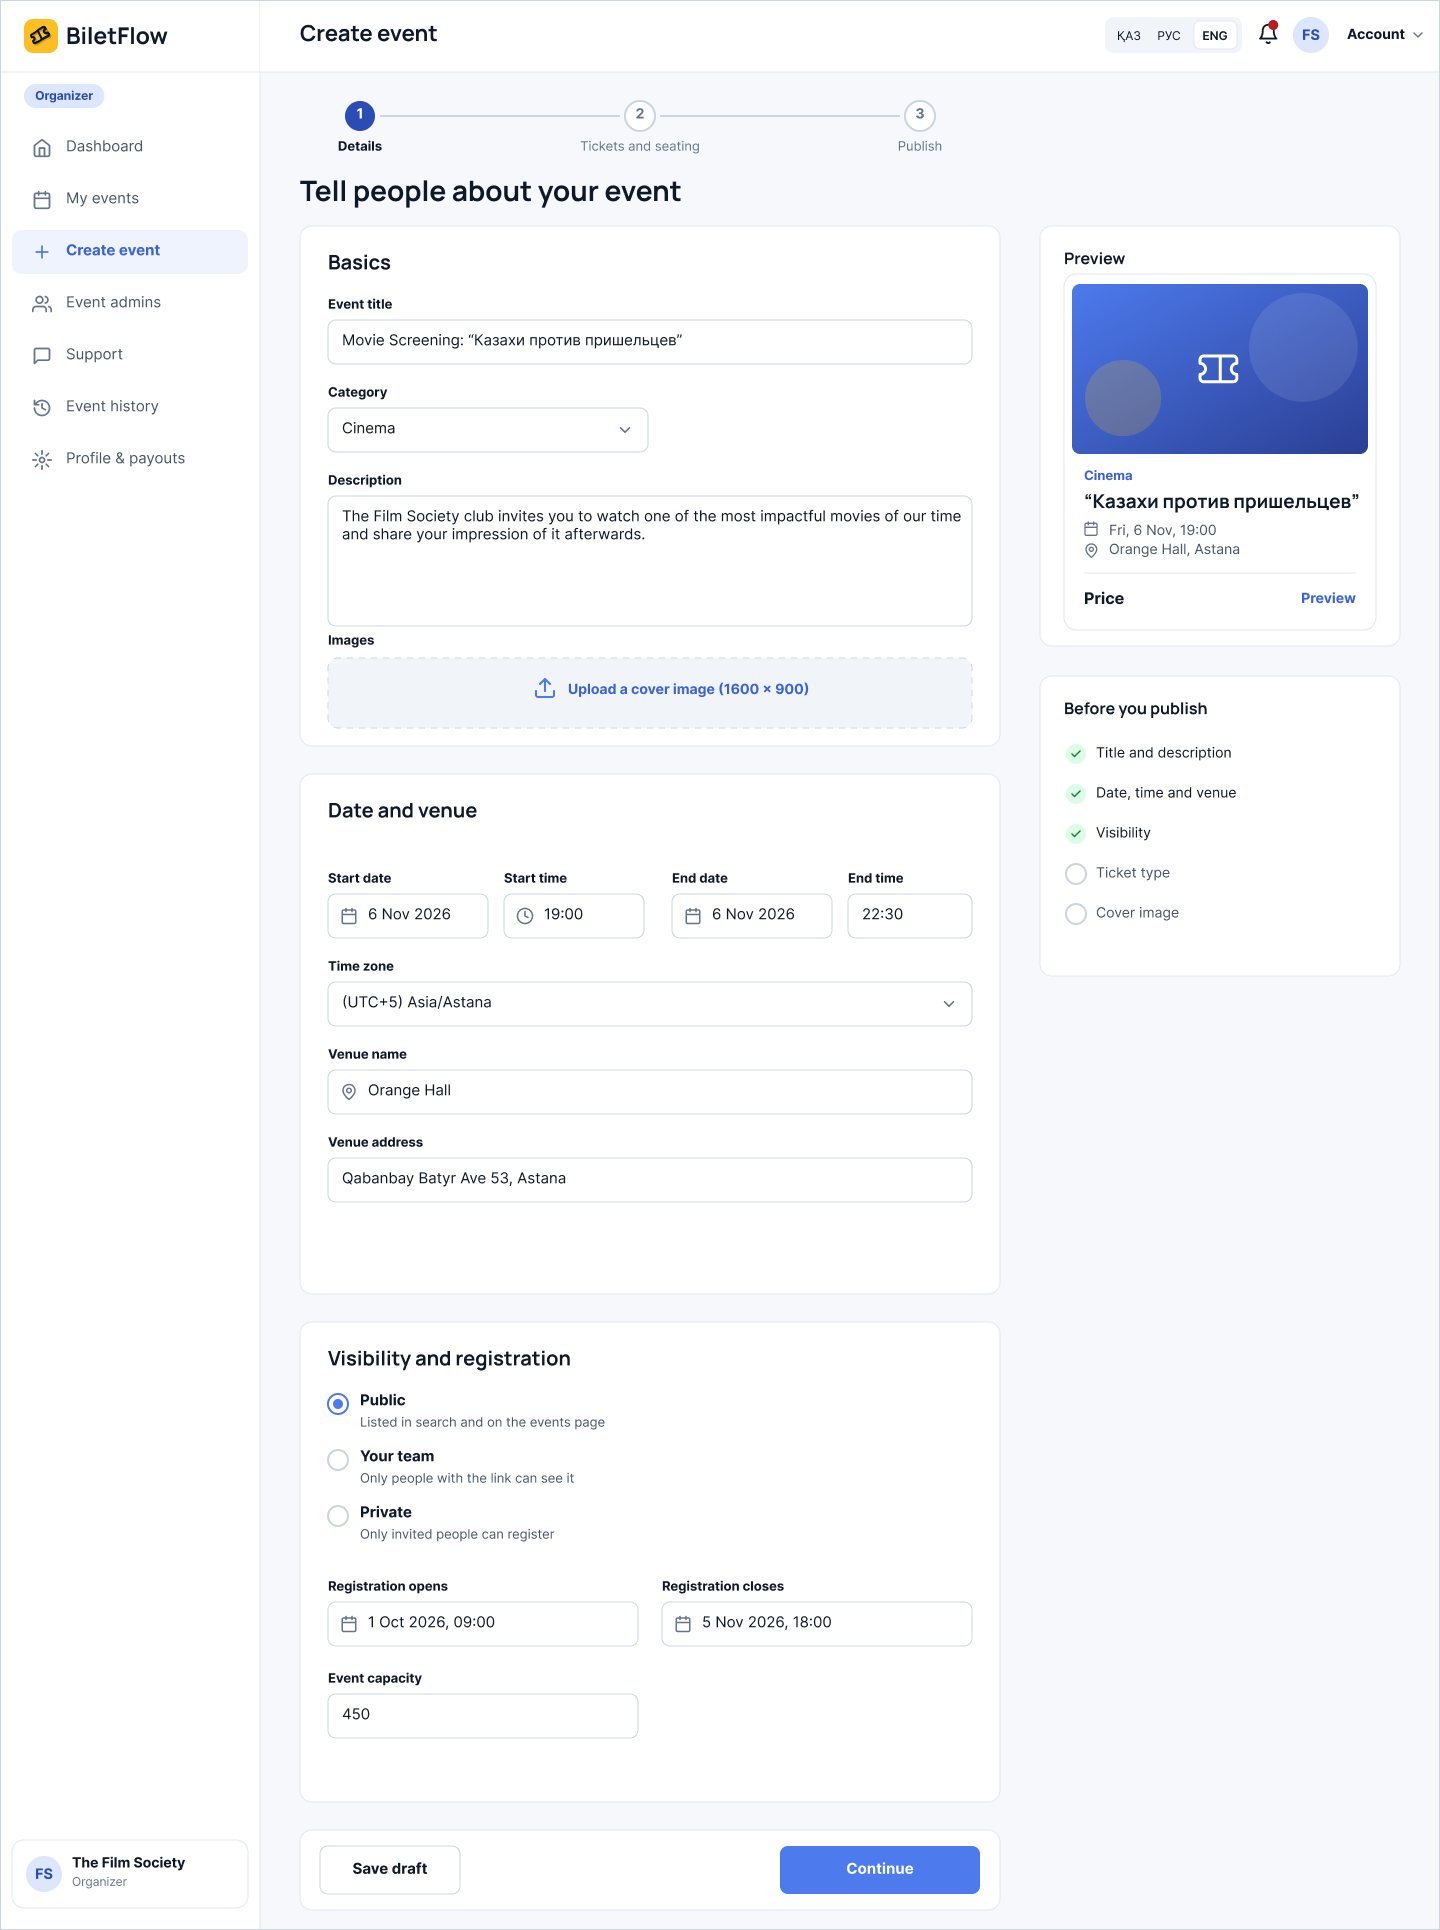 BiletFlow
Create event
ҚАЗ
РУС
ENG
FS
Account
Organizer
Dashboard
My events
Create event
Event admins
Support
Event history
Profile & payouts
1
2
3
Details
Tickets and seating
Publish
Tell people about your event
Basics
Event title
Movie Screening: “Казахи против пришельцев”
Category
Cinema
Description
The Film Society club invites you to watch one of the most impactful movies of our time
and share your impression of it afterwards.
Images
Upload a cover image (1600 × 900)
Preview
Cinema
“Казахи против пришельцев”
Fri, 6 Nov, 19:00
Orange Hall, Astana
Price
Preview
Before you publish
Title and description
Date, time and venue
Visibility
Ticket type
Cover image
Date and venue
Start date
Start time
End date
End time
6 Nov 2026
19:00
6 Nov 2026
22:30
Time zone
(UTC+5) Asia/Astana
Venue name
Orange Hall
Venue address
Qabanbay Batyr Ave 53, Astana
Visibility and registration
Public
Listed in search and on the events page
Your team
Only people with the link can see it
Private
Only invited people can register
Registration opens
Registration closes
1 Oct 2026, 09:00
5 Nov 2026, 18:00
Event capacity
450
Save draft
Continue
FS
The Film Society
Organizer